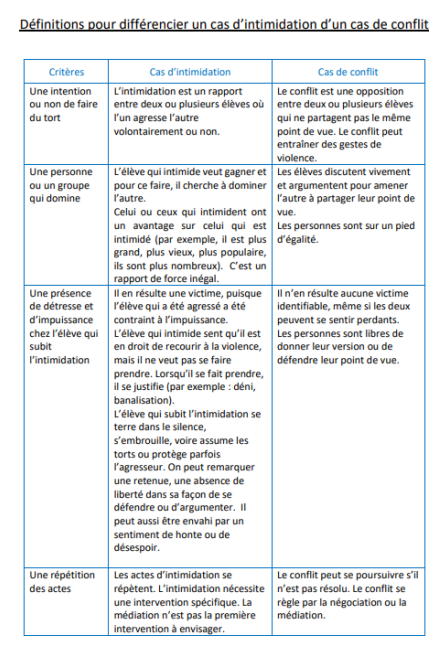 Définitions pour différencier un cas d'intimidation d'un cas de conflit
Critères
Cas d'intimidation
Cas de conflit
Une intention
ou non de faire
du tort
L'intimidation est un rapport
entre deux ou plusieurs élèves où
l'un agresse l'autre
volontairement ou non.
Le conflit est une opposition
entre deux ou plusieurs élèves
qui ne partagent pas le même
point de vue. Le conflit peut
entraîner des gestes de
violence.
Une personne
ou un groupe
qui domine
L'élève qui intimide veut gagner et
pour ce faire, il cherche à dominer
l'autre.
Celui ou ceux qui intimident ont
un avantage sur celui qui est
intimidé (par exemple, il est plus
grand, plus vieux, plus populaire,
ils sont plus nombreux). C'est un
rapport de force inégal.
Les élèves discutent vivement
et argumentent pour amener
l'autre à partager leur point de
vue.
Les personnes sont sur un pied
d'égalité.
Une présence
de détresse et
d'impuissance
chez l'élève qui
subit
l'intimidation
Il en résulte une victime, puisque
l'élève qui a été agressé a été
contraint à l'impuissance.
L'élève qui intimide sent qu'il est
en droit de recourir à la violence,
mais il ne veut pas se faire
prendre. Lorsqu'il se fait prendre,
il se justifie (par exemple : déni,
banalisation).
L'élève qui subit l'intimidation se
terre dans le silence,
s'embrouille, voire assume les
torts ou protège parfois
l'agresseur. On peut remarquer
une retenue, une absence de
liberté dans sa façon de se
défendre ou d'argumenter. Il
peut aussi être envahi par un
sentiment de honte ou de
désespoir.
Il n'en résulte aucune victime
identifiable, même si les deux
peuvent se sentir perdants.
Les personnes sont libres de
donner leur version ou de
défendre leur point de vue.
Une répétition
des actes
Les actes d'intimidation se
répètent. L'intimidation nécessite
une intervention spécifique. La
médiation n'est pas la première
intervention à envisager.
Le conflit peut se poursuivre s'il
n'est pas résolu. Le conflit se
règle par la négociation ou la
médiation.